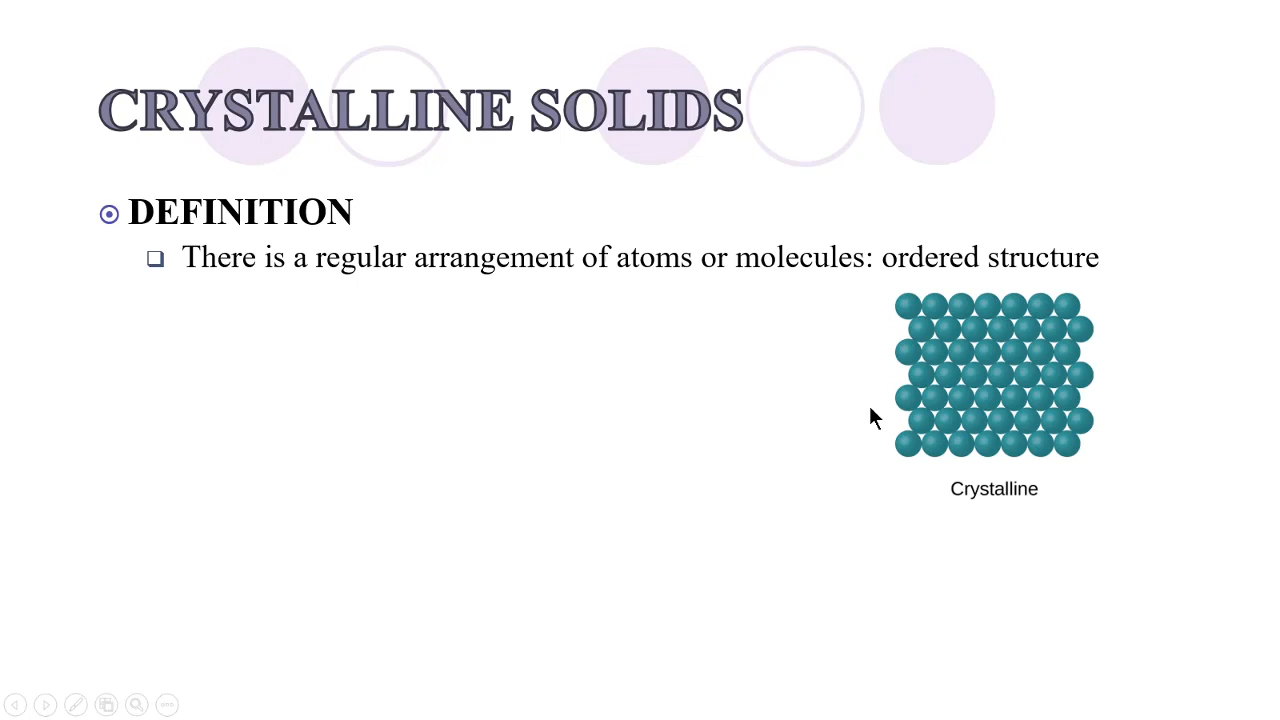 CRYSTALLINE SOLIDS
DEFINITION
There is a regular arrangement of atoms or molecules: ordered structure
Crystalline